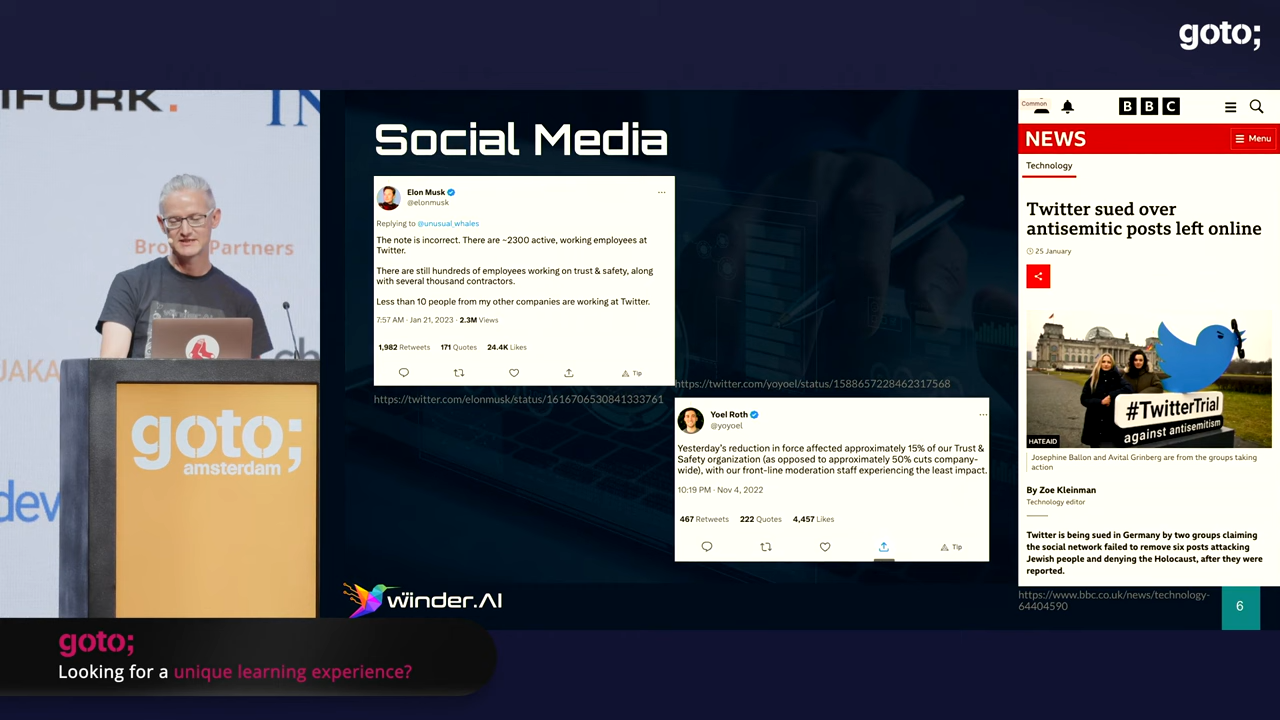 goto;
IFORK.
IN
Bro Partners
JAKA
dev
goto;
amsterdam
Social Media
Elon Musk
@elonmusk
Replying to @unusual_whales
The note is incorrect. There are ~2300 active, working employees at
Twitter.
There are still hundreds of employees working on trust & safety, along
with several thousand contractors.
Less than 10 people from my other companies are working at Twitter.
7:57 AM · Jan 21, 2023 · 2.3M Views
1,982 Retweets 171 Quotes 24.4K Likes
Tip
https://twitter.com/elonmusk/status/1616706530841333761
https://twitter.com/yoyoel/status/1588657228462317568
Yoel Roth
@yoyoel
Yesterday's reduction in force affected approximately 15% of our Trust &
Safety organization (as opposed to approximately 50% cuts company-
wide), with our front-line moderation staff experiencing the least impact.
10:19 PM · Nov 4, 2022
467 Retweets 222 Quotes 4,457 Likes
Tip
Common
BBC
NEWS
Menu
Technology
Twitter sued over
antisemitic posts left online
25 January
#TwitterTrial
against antisemitism
HATEAID
Josephine Ballon and Avital Grinberg are from the groups taking
action
By Zoe Kleinman
Technology editor
Twitter is being sued in Germany by two groups claiming
the social network failed to remove six posts attacking
Jewish people and denying the Holocaust, after they were
reported.
https://www.bbc.co.uk/news/technology-
64404590
6
winder.AI
goto;
Looking for a unique learning experience?